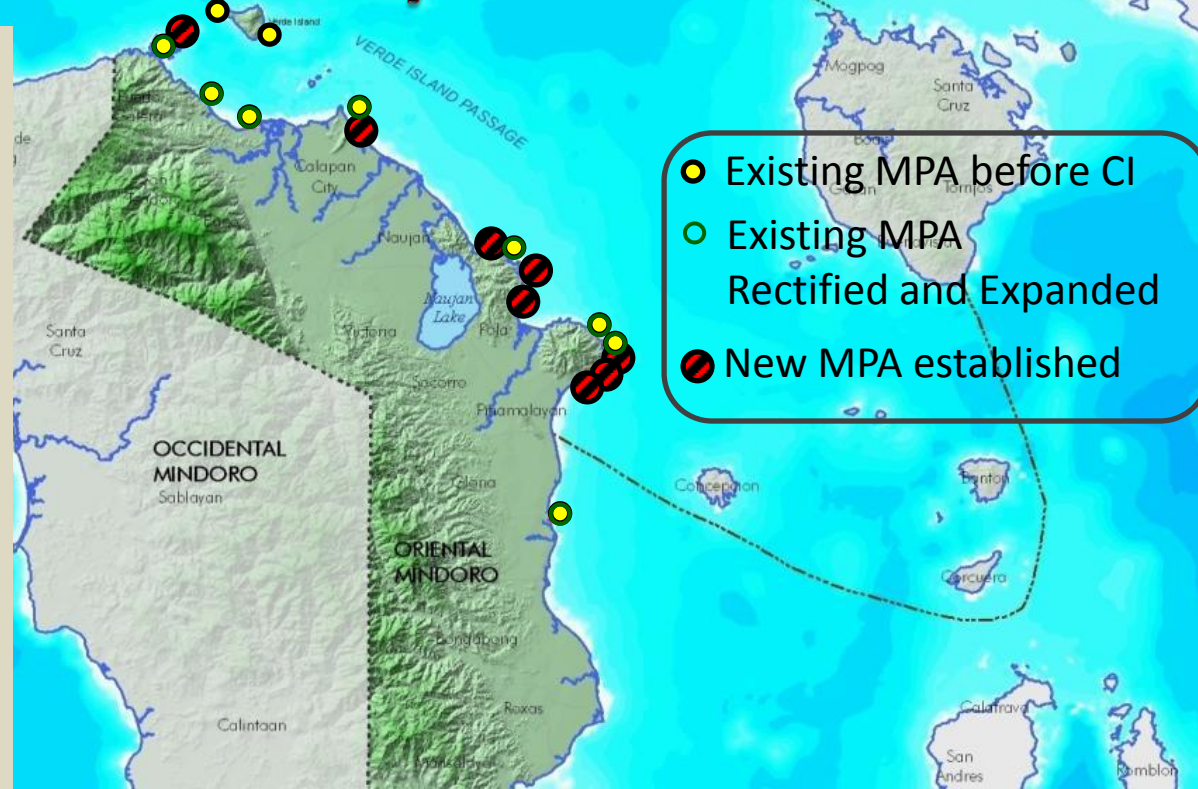 Verde Island
VERDE ISLAND PASSAGE
Mogpog
Santa
Cruz
Existing MPA before CI
Existing MPA
Rectified and Expanded
New MPA established
Torrijos
Calapan
City
Naujan
Naujan
Lake
Victoria
Pola
Socorro
Pinamalayan
Santa
Cruz
OCCIDENTAL
MINDORO
Sablayan
Gloria
Concepcion
Banton
ORIENTAL
MINDORO
Corcuera
Bongabong
Roxas
Calintaan
Mansalay
Calatrava
San
Andres
Romblon